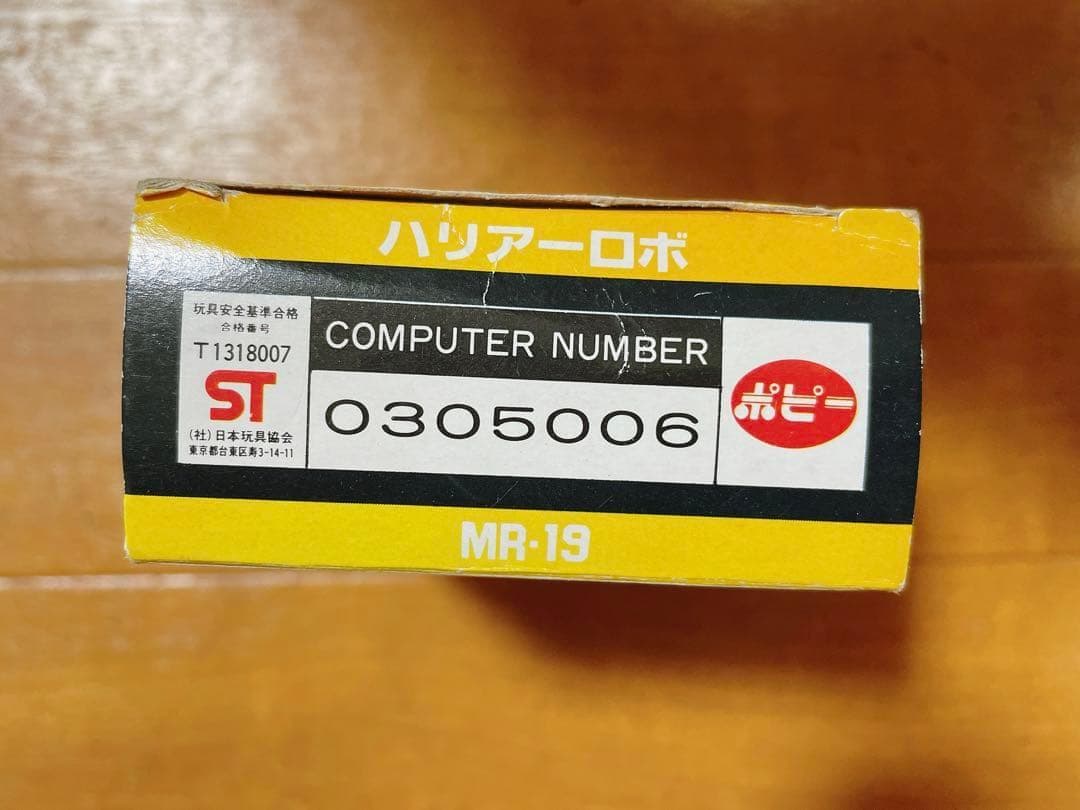 ハリアーロボ
玩具安全基準合格
合格番号
T1318007
ST
(社)日本玩具協会
東京都台東区寿3-14-11
COMPUTER NUMBER
0305006
ポピー
MR·19